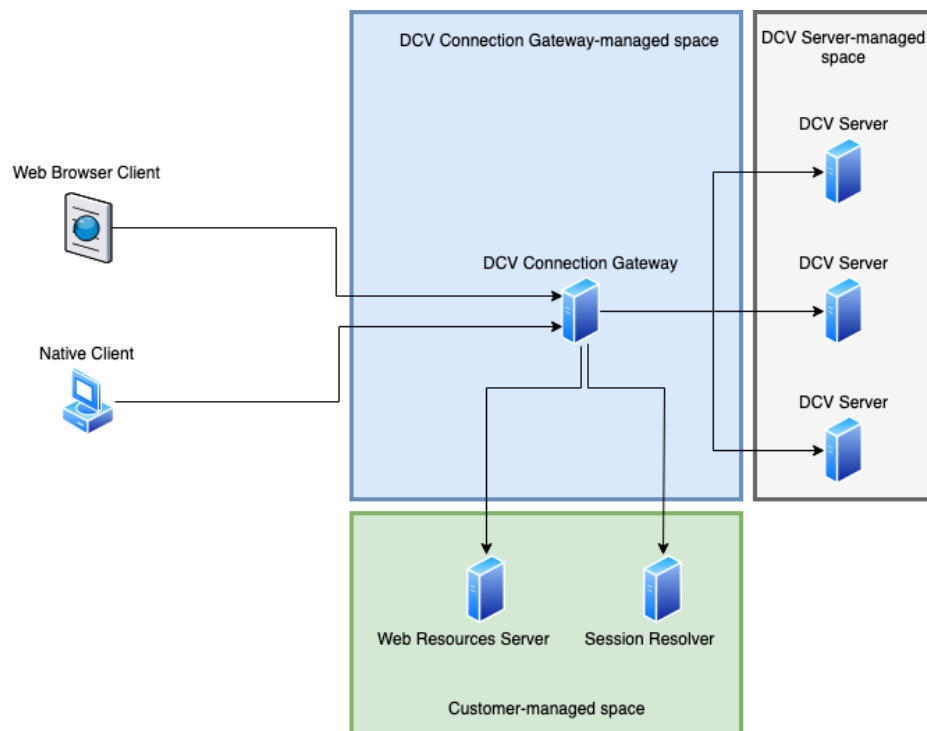 DCV Connection Gateway-managed space
DCV Server-managed
space
DCV Server
Web Browser Client
DCV Connection Gateway
DCV Server
Native Client
DCV Server
Web Resources Server
Session Resolver
Customer-managed space